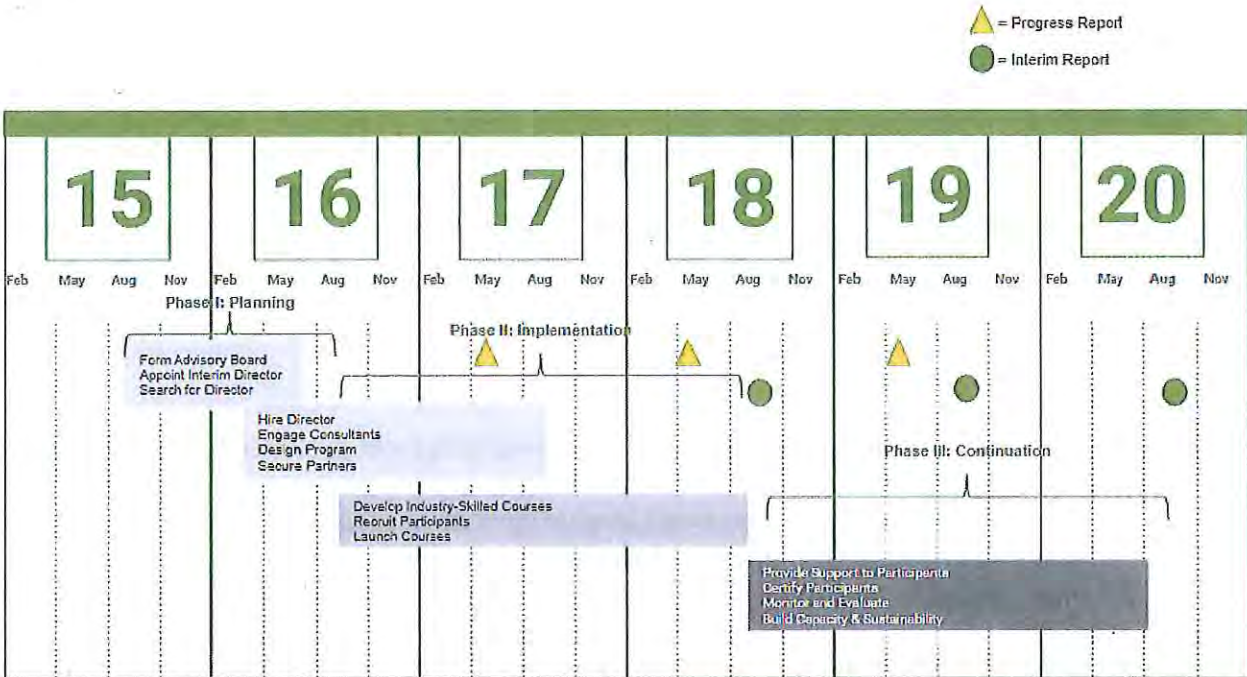 = Progress Report
= Interim Report
15 16 17 18 19 20
Feb May Aug Nov Feb May Aug Nov Feb May Aug Nov Feb May Aug Nov Feb May Aug Nov Feb May Aug Nov
Phase I: Planning
Phase II: Implementation
Form Advisory Board
Appoint Interim Director
Search for Director
Hire Director
Engage Consultants
Design Program
Secure Partners
Phase III: Continuation
Develop Industry-Skilled Courses
Recruit Participants
Launch Courses
Provide Support to Participants
Certify Participants
Monitor and Evaluate
Build Capacity & Sustainability